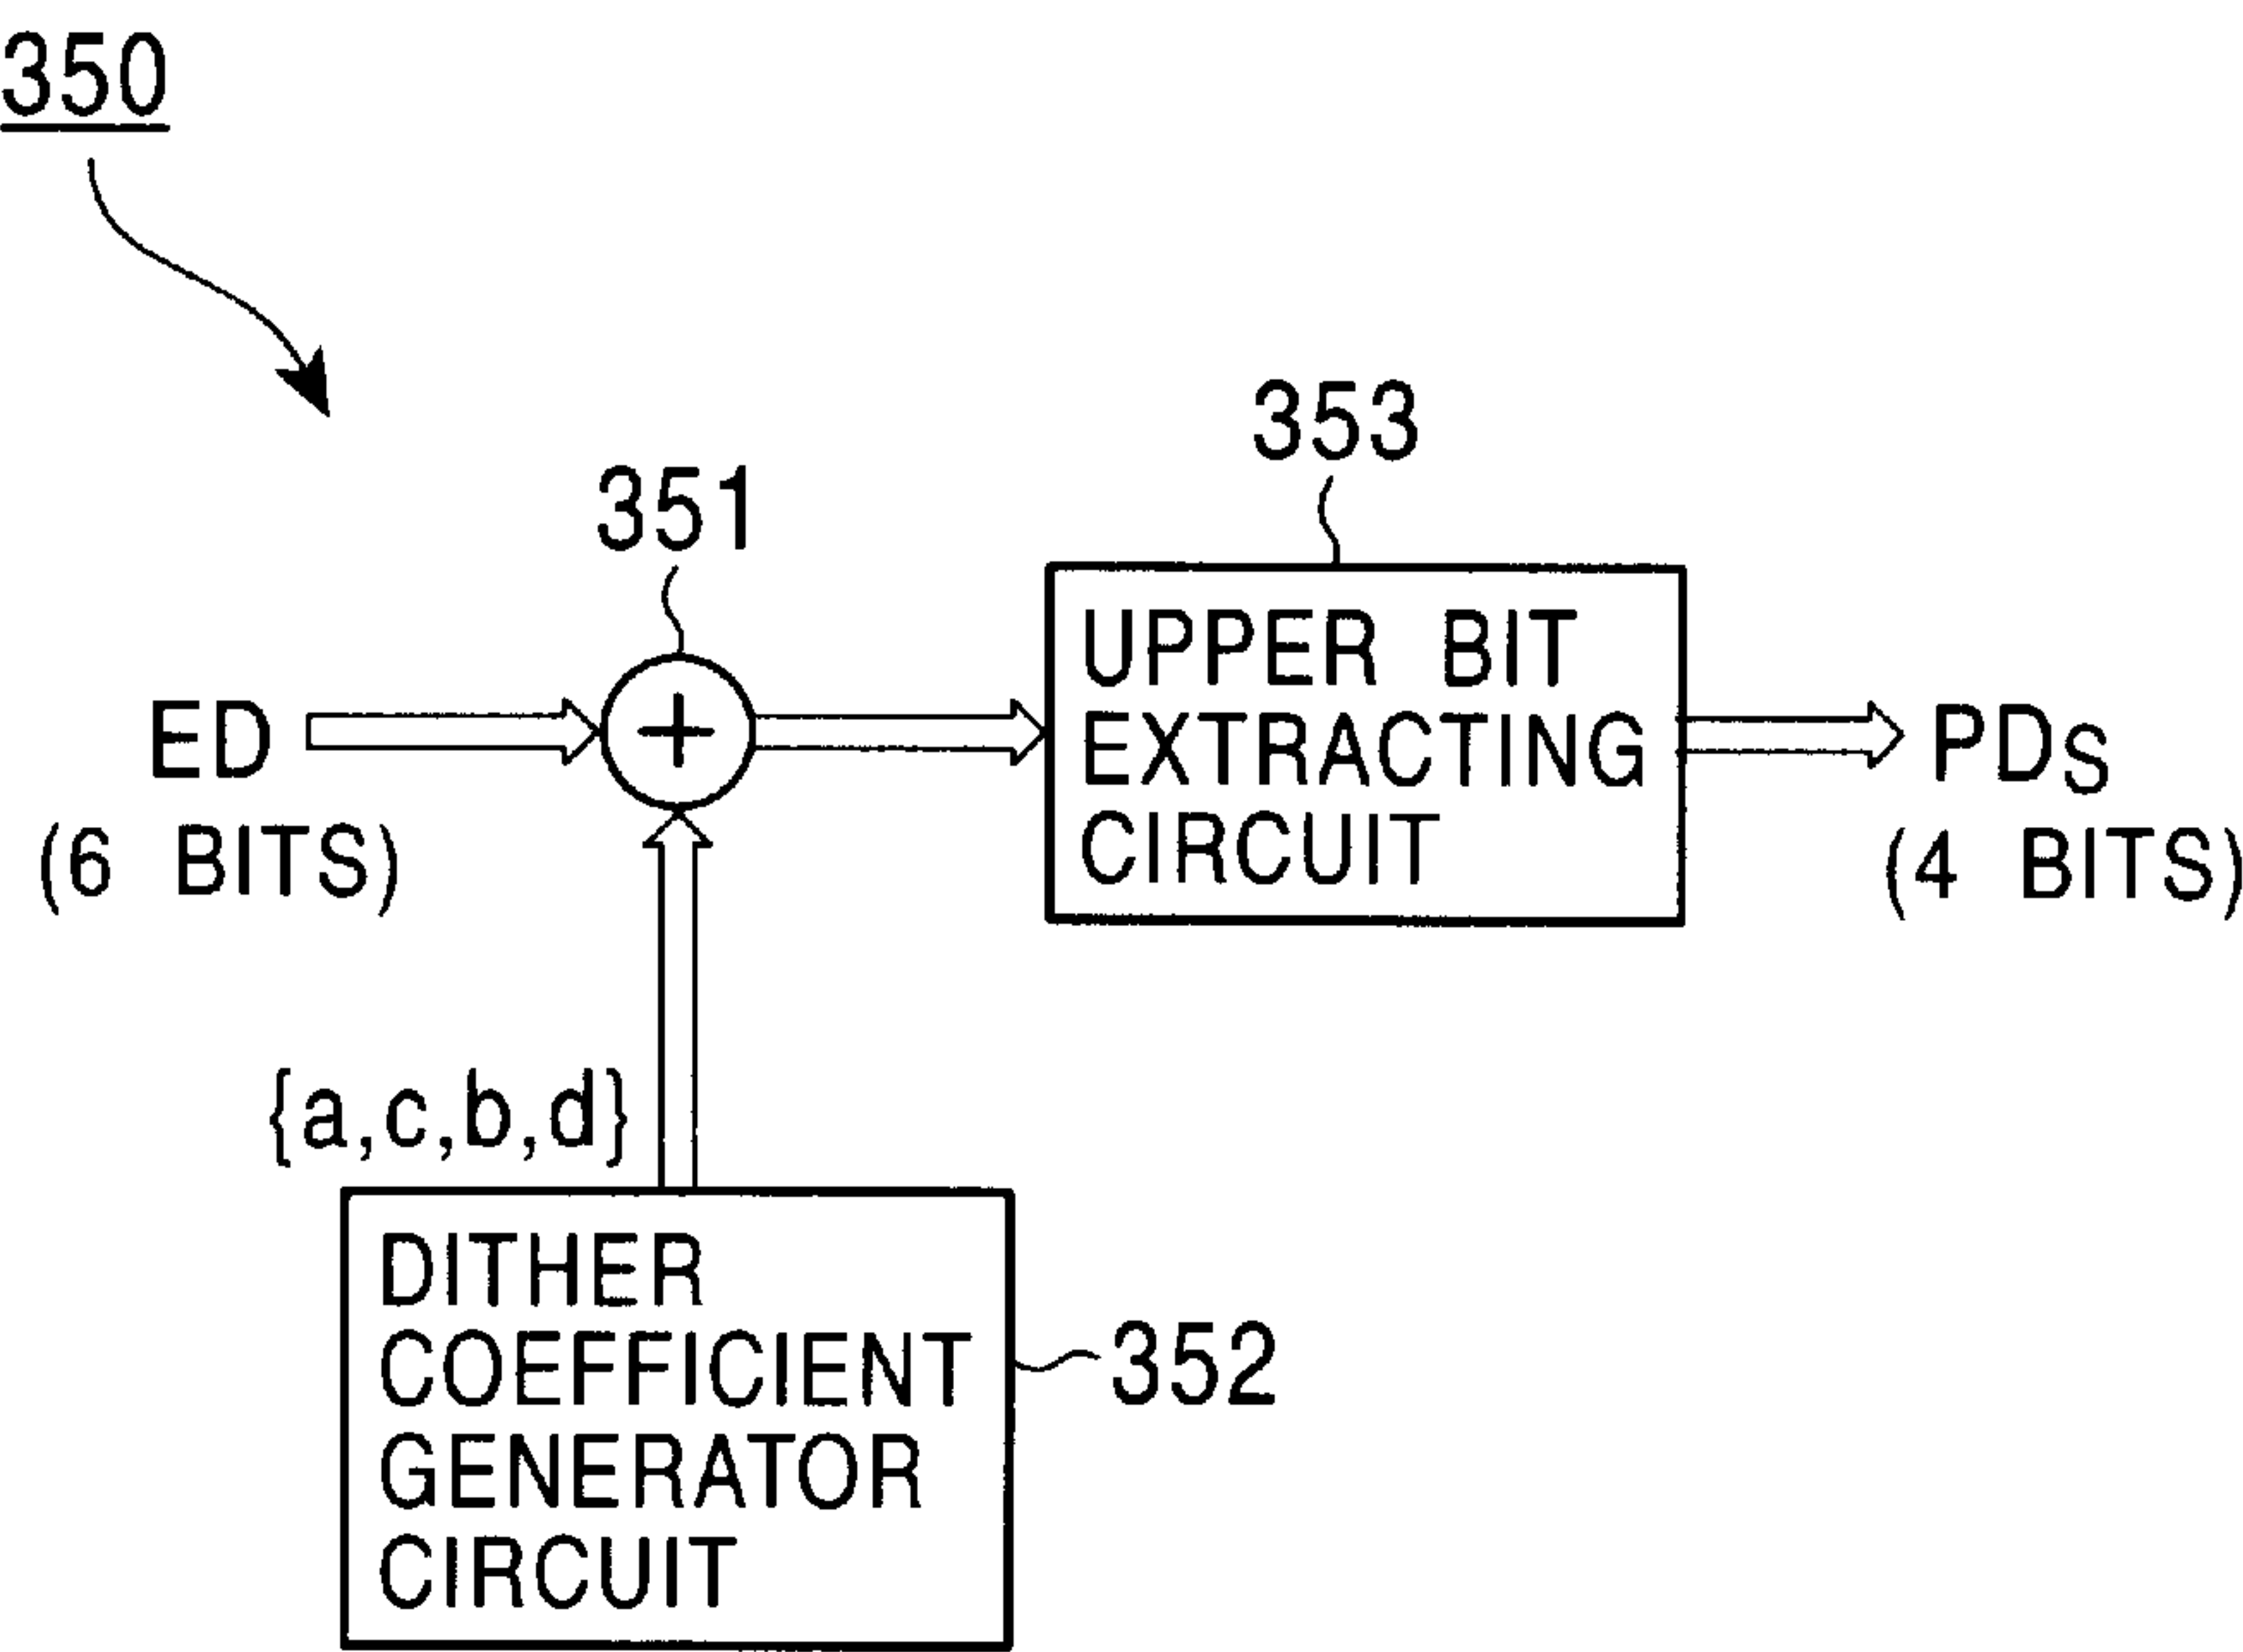 350
353
351
UPPER BIT
EXTRACTING
CIRCUIT
ED
(6 BITS)
PDS
(4 BITS)
{a,c,b,d}
DITHER
COEFFICIENT
GENERATOR
CIRCUIT
352